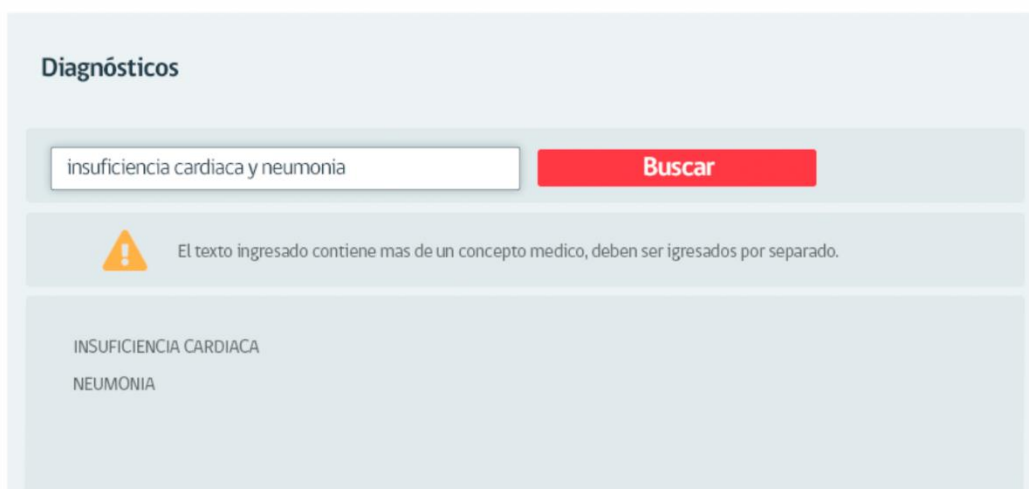 Diagnósticos
insuficiencia cardiaca y neumonia
Buscar
El texto ingresado contiene mas de un concepto medico, deben ser igresados por separado.
INSUFICIENCIA CARDIACA
NEUMONIA